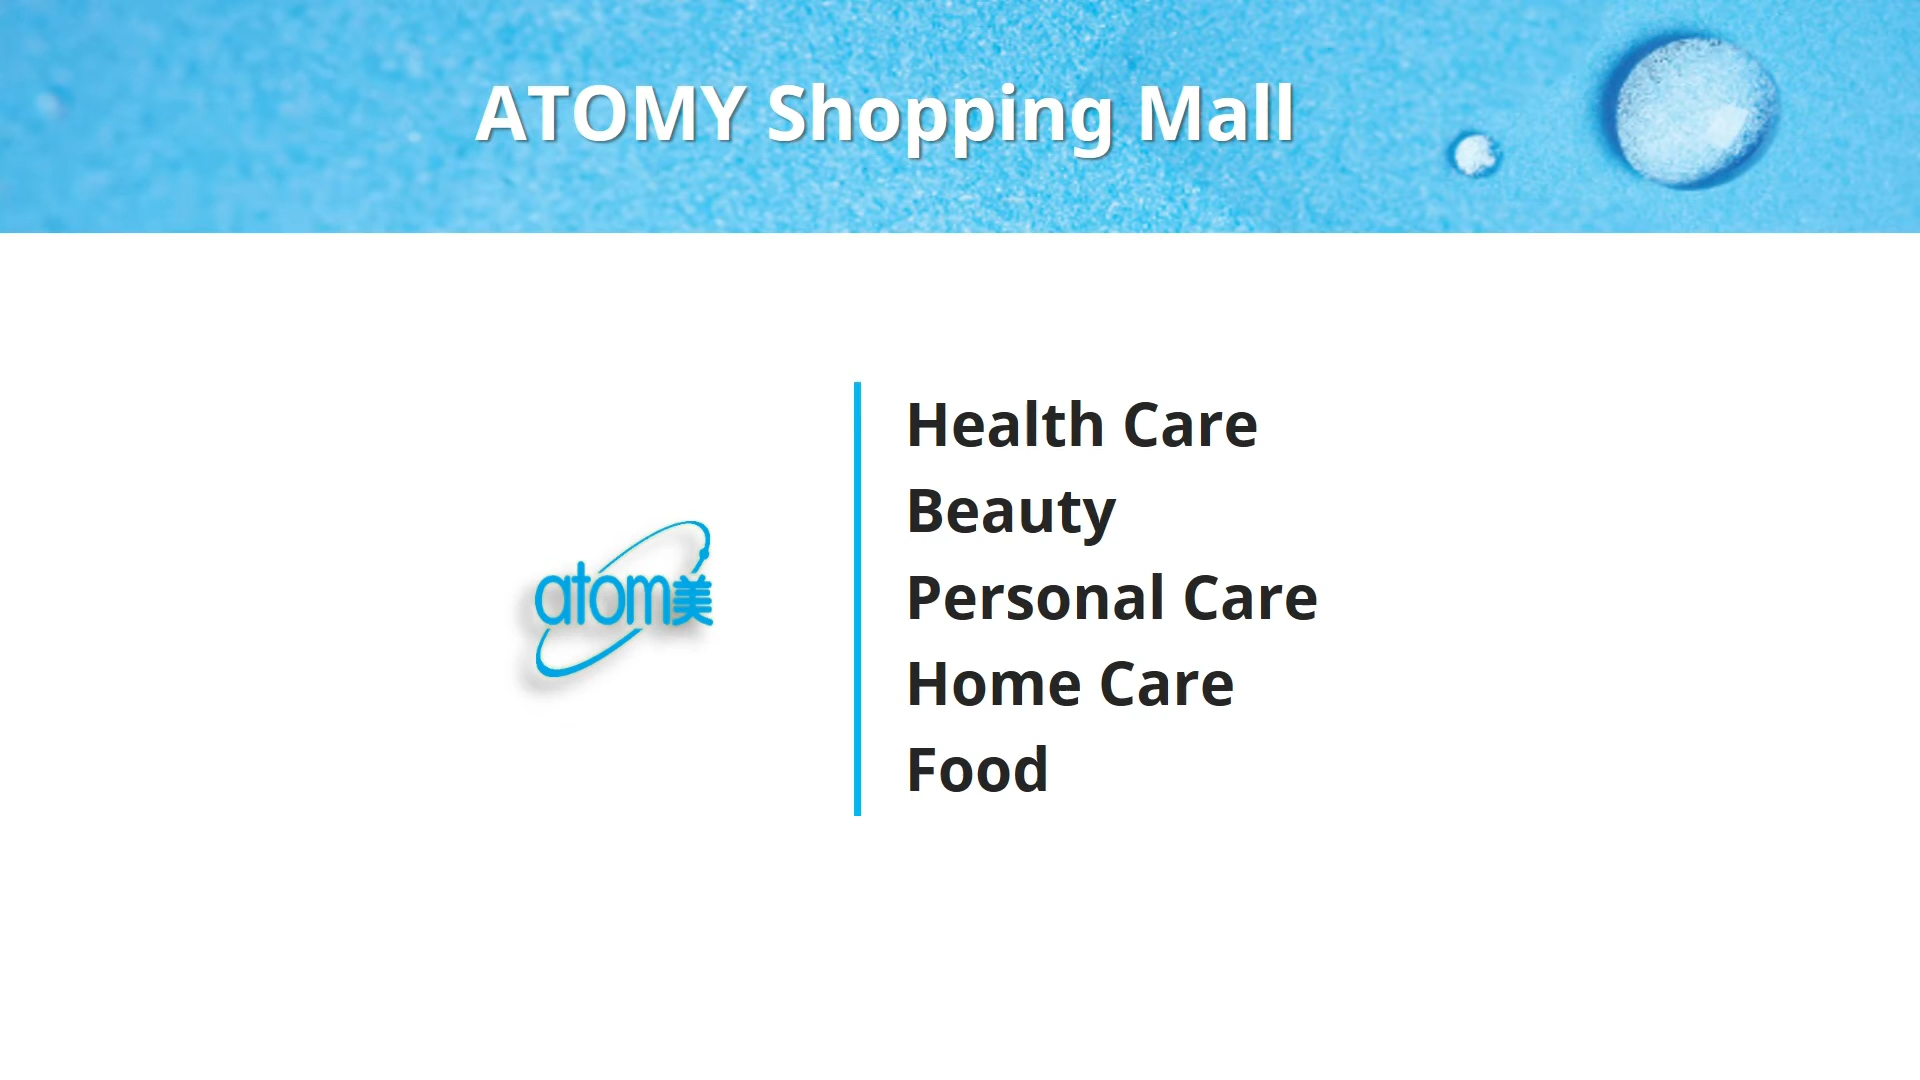 ATOMY Shopping Mall
atom美
Health Care
Beauty
Personal Care
Home Care
Food